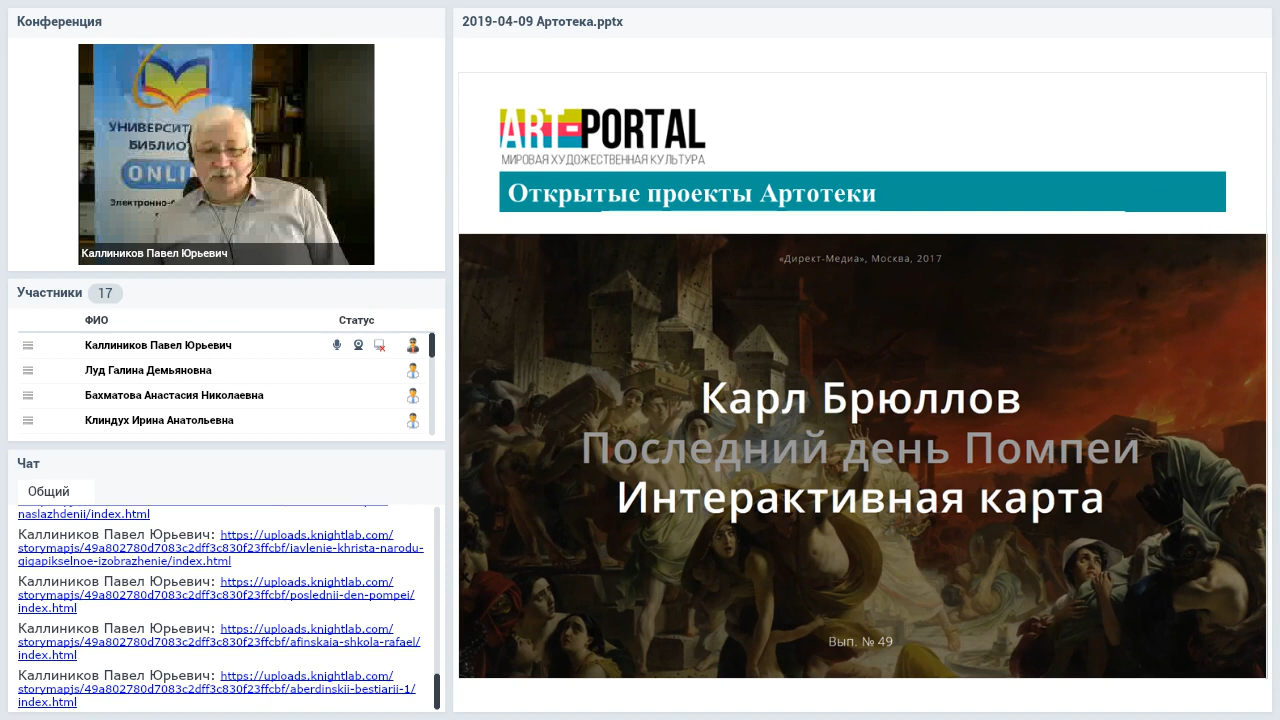 Конференция
УНИВЕРСИТ
БИБЛИО
ONLI
Электронно-
Каллиников Павел Юрьевич
Участники 17
ФИО Статус
Каллиников Павел Юрьевич
Луд Галина Демьяновна
Бахматова Анастасия Николаевна
Клиндух Ирина Анатольевна
Чат
Общий
naslazhdenii/index.html
Каллиников Павел Юрьевич: https://uploads.knightlab.com/
storymapjs/49a802780d7083c2dff3c830f23ffcbf/iavlenie-khrista-narodu-
gigapikselnoe-izobrazhenie/index.html
Каллиников Павел Юрьевич: https://uploads.knightlab.com/
storymapjs/49a802780d7083c2dff3c830f23ffcbf/poslednii-den-pompei/
index.html
Каллиников Павел Юрьевич: https://uploads.knightlab.com/
storymapjs/49a802780d7083c2dff3c830f23ffcbf/afinskaia-shkola-rafael/
index.html
Каллиников Павел Юрьевич: https://uploads.knightlab.com/
storymapjs/49a802780d7083c2dff3c830f23ffcbf/aberdinskii-bestiarii-1/
index.html
2019-04-09 Артотека.pptx
ART-PORTAL
МИРОВАЯ ХУДОЖЕСТВЕННАЯ КУЛЬТУРА
Открытые проекты Артотеки
«Директ-Медиа», Москва, 2017
Карл Брюллов
Последний день Помпеи
Интерактивная карта
Вып. № 49